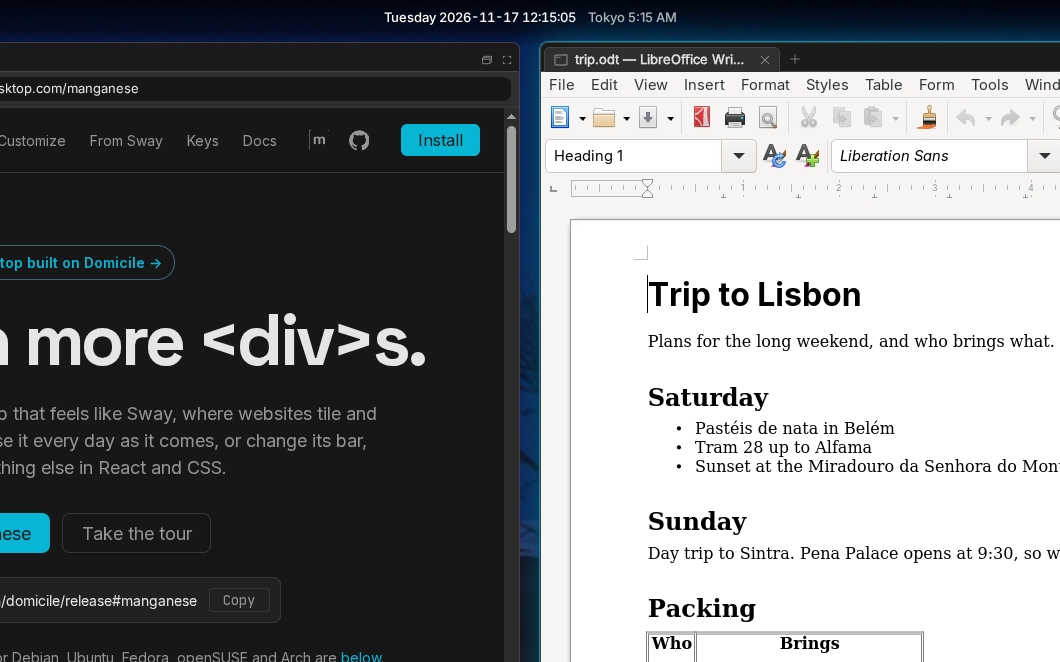 Tuesday 2026-11-17 12:15:05 Tokyo 5:15 AM
sktop.com/manganese
Customize From Sway Keys Docs m Install
top built on Domicile →
more <div>s.
that feels like Sway, where websites tile and
se it every day as it comes, or change its bar,
thing else in React and CSS.
Take the tour
/domicile/release#manganese Copy
or Debian, Ubuntu, Fedora, openSUSE and Arch are below.
trip.odt — LibreOffice Wri...
File Edit View Insert Format Styles Table Form Tools Wind
Heading 1 Liberation Sans
1 2 3 4
Trip to Lisbon
Plans for the long weekend, and who brings what.
Saturday
• Pastéis de nata in Belém
• Tram 28 up to Alfama
• Sunset at the Miradouro da Senhora do Mon
Sunday
Day trip to Sintra. Pena Palace opens at 9:30, so w
Packing
Who Brings